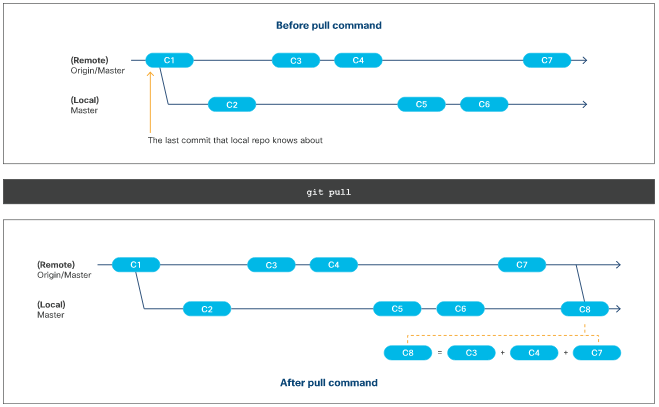 Before pull command
(Remote)
Origin/Master
C1
C3
C4
C7
(Local)
Master
C2
C5
C6
The last commit that local repo knows about
git pull
(Remote)
Origin/Master
C1
C3
C4
C7
(Local)
Master
C2
C5
C6
C8
C8 = C3 + C4 + C7
After pull command